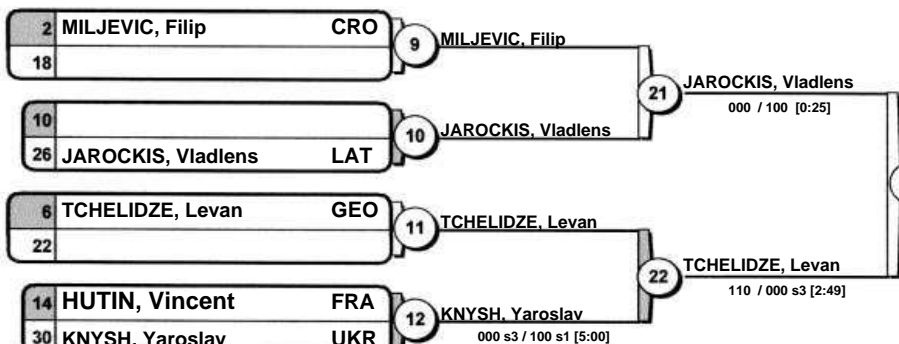 2 MILJEVIC, Filip CRO
18
9
MILJEVIC, Filip
10
26 JAROCKIS, Vladlens LAT
10
JAROCKIS, Vladlens
21
JAROCKIS, Vladlens
000 / 100 [0:25]
6 TCHELIDZE, Levan GEO
22
11
TCHELIDZE, Levan
14 HUTIN, Vincent FRA
30 KNYSH, Yaroslav UKR
12
KNYSH, Yaroslav
000 s3 / 100 s1 [5:00]
22
TCHELIDZE, Levan
110 / 000 s3 [2:49]